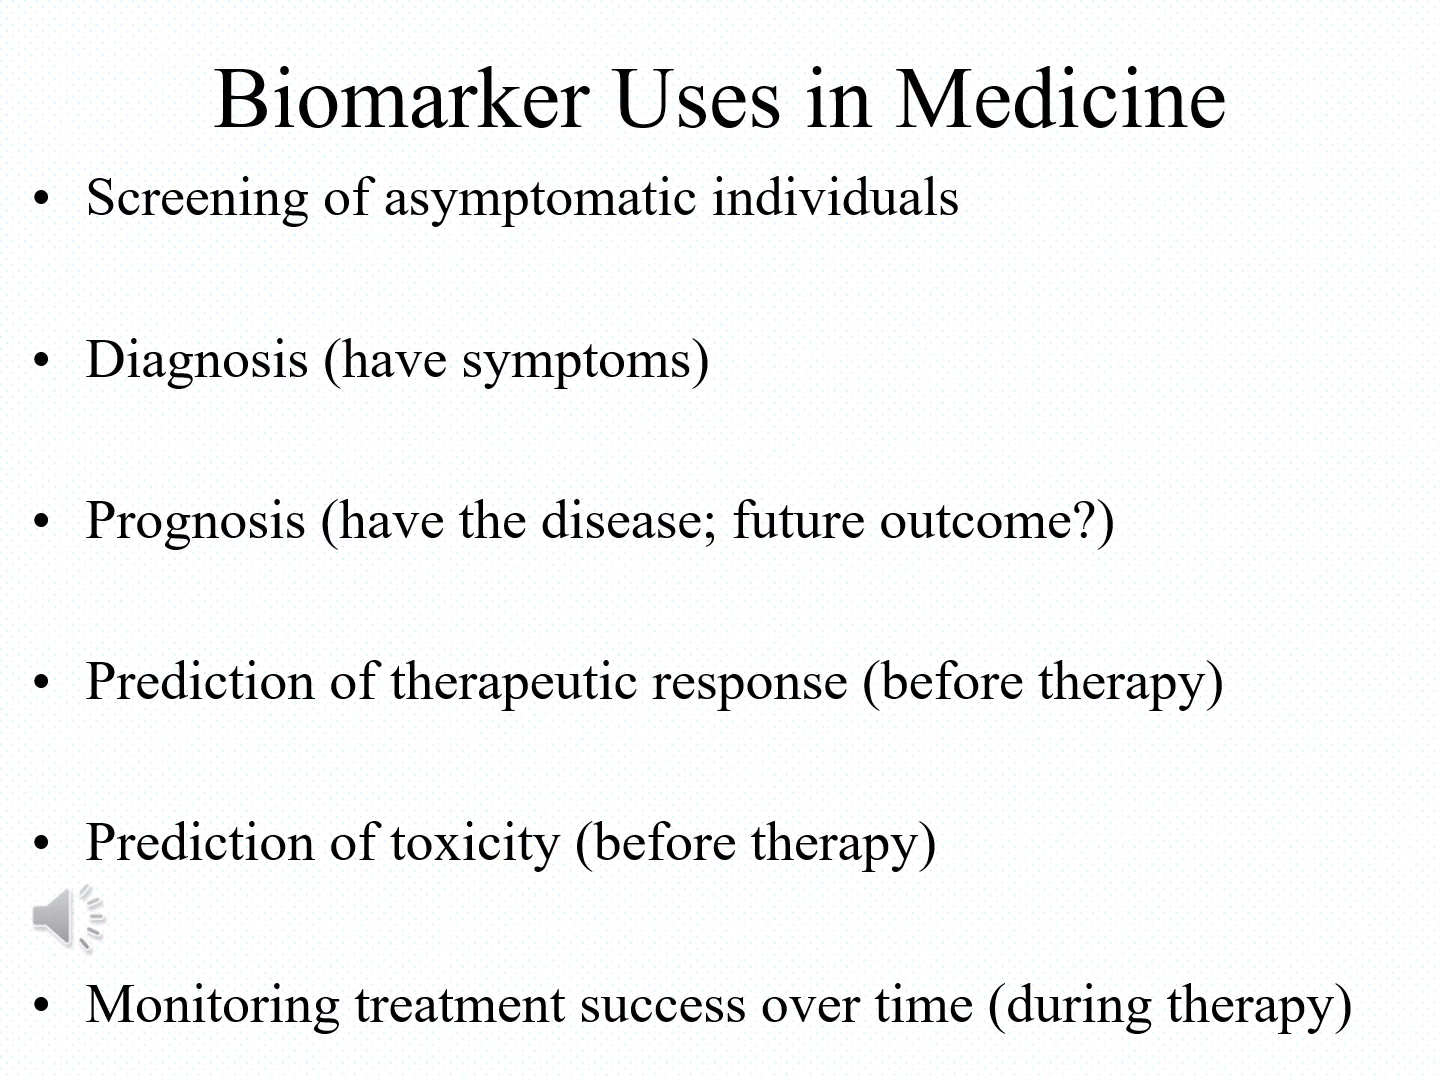 Biomarker Uses in Medicine
• Screening of asymptomatic individuals
• Diagnosis (have symptoms)
• Prognosis (have the disease; future outcome?)
• Prediction of therapeutic response (before therapy)
• Prediction of toxicity (before therapy)
• Monitoring treatment success over time (during therapy)